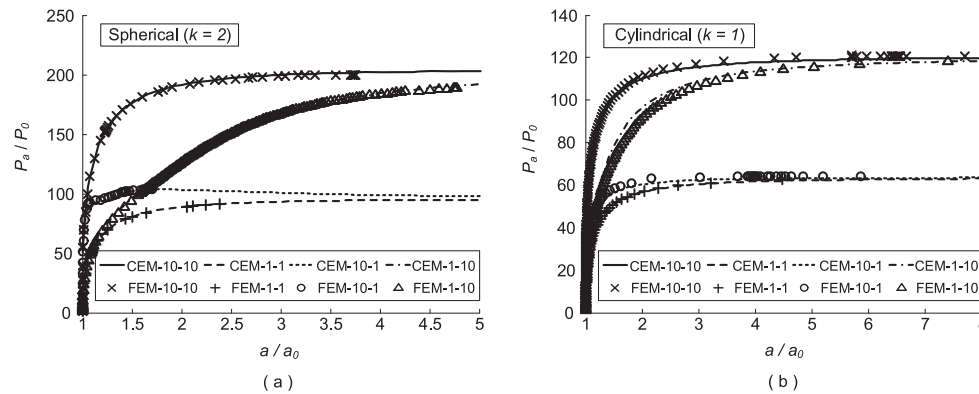 Spherical (k = 2)
P_a / P_0
250
200
150
100
50
0
CEM-10-10 CEM-1-1 CEM-10-1 CEM-1-10
FEM-10-10 FEM-1-1 FEM-10-1 FEM-1-10
1 1.5 2 2.5 3 3.5 4 4.5 5
a / a_0
( a )
Cylindrical (k = 1)
P_a / P_0
140
120
100
80
60
40
20
0
CEM-10-10 CEM-1-1 CEM-10-1 CEM-1-10
FEM-10-10 FEM-1-1 FEM-10-1 FEM-1-10
1 2 3 4 5 6 7
a / a_0
( b )